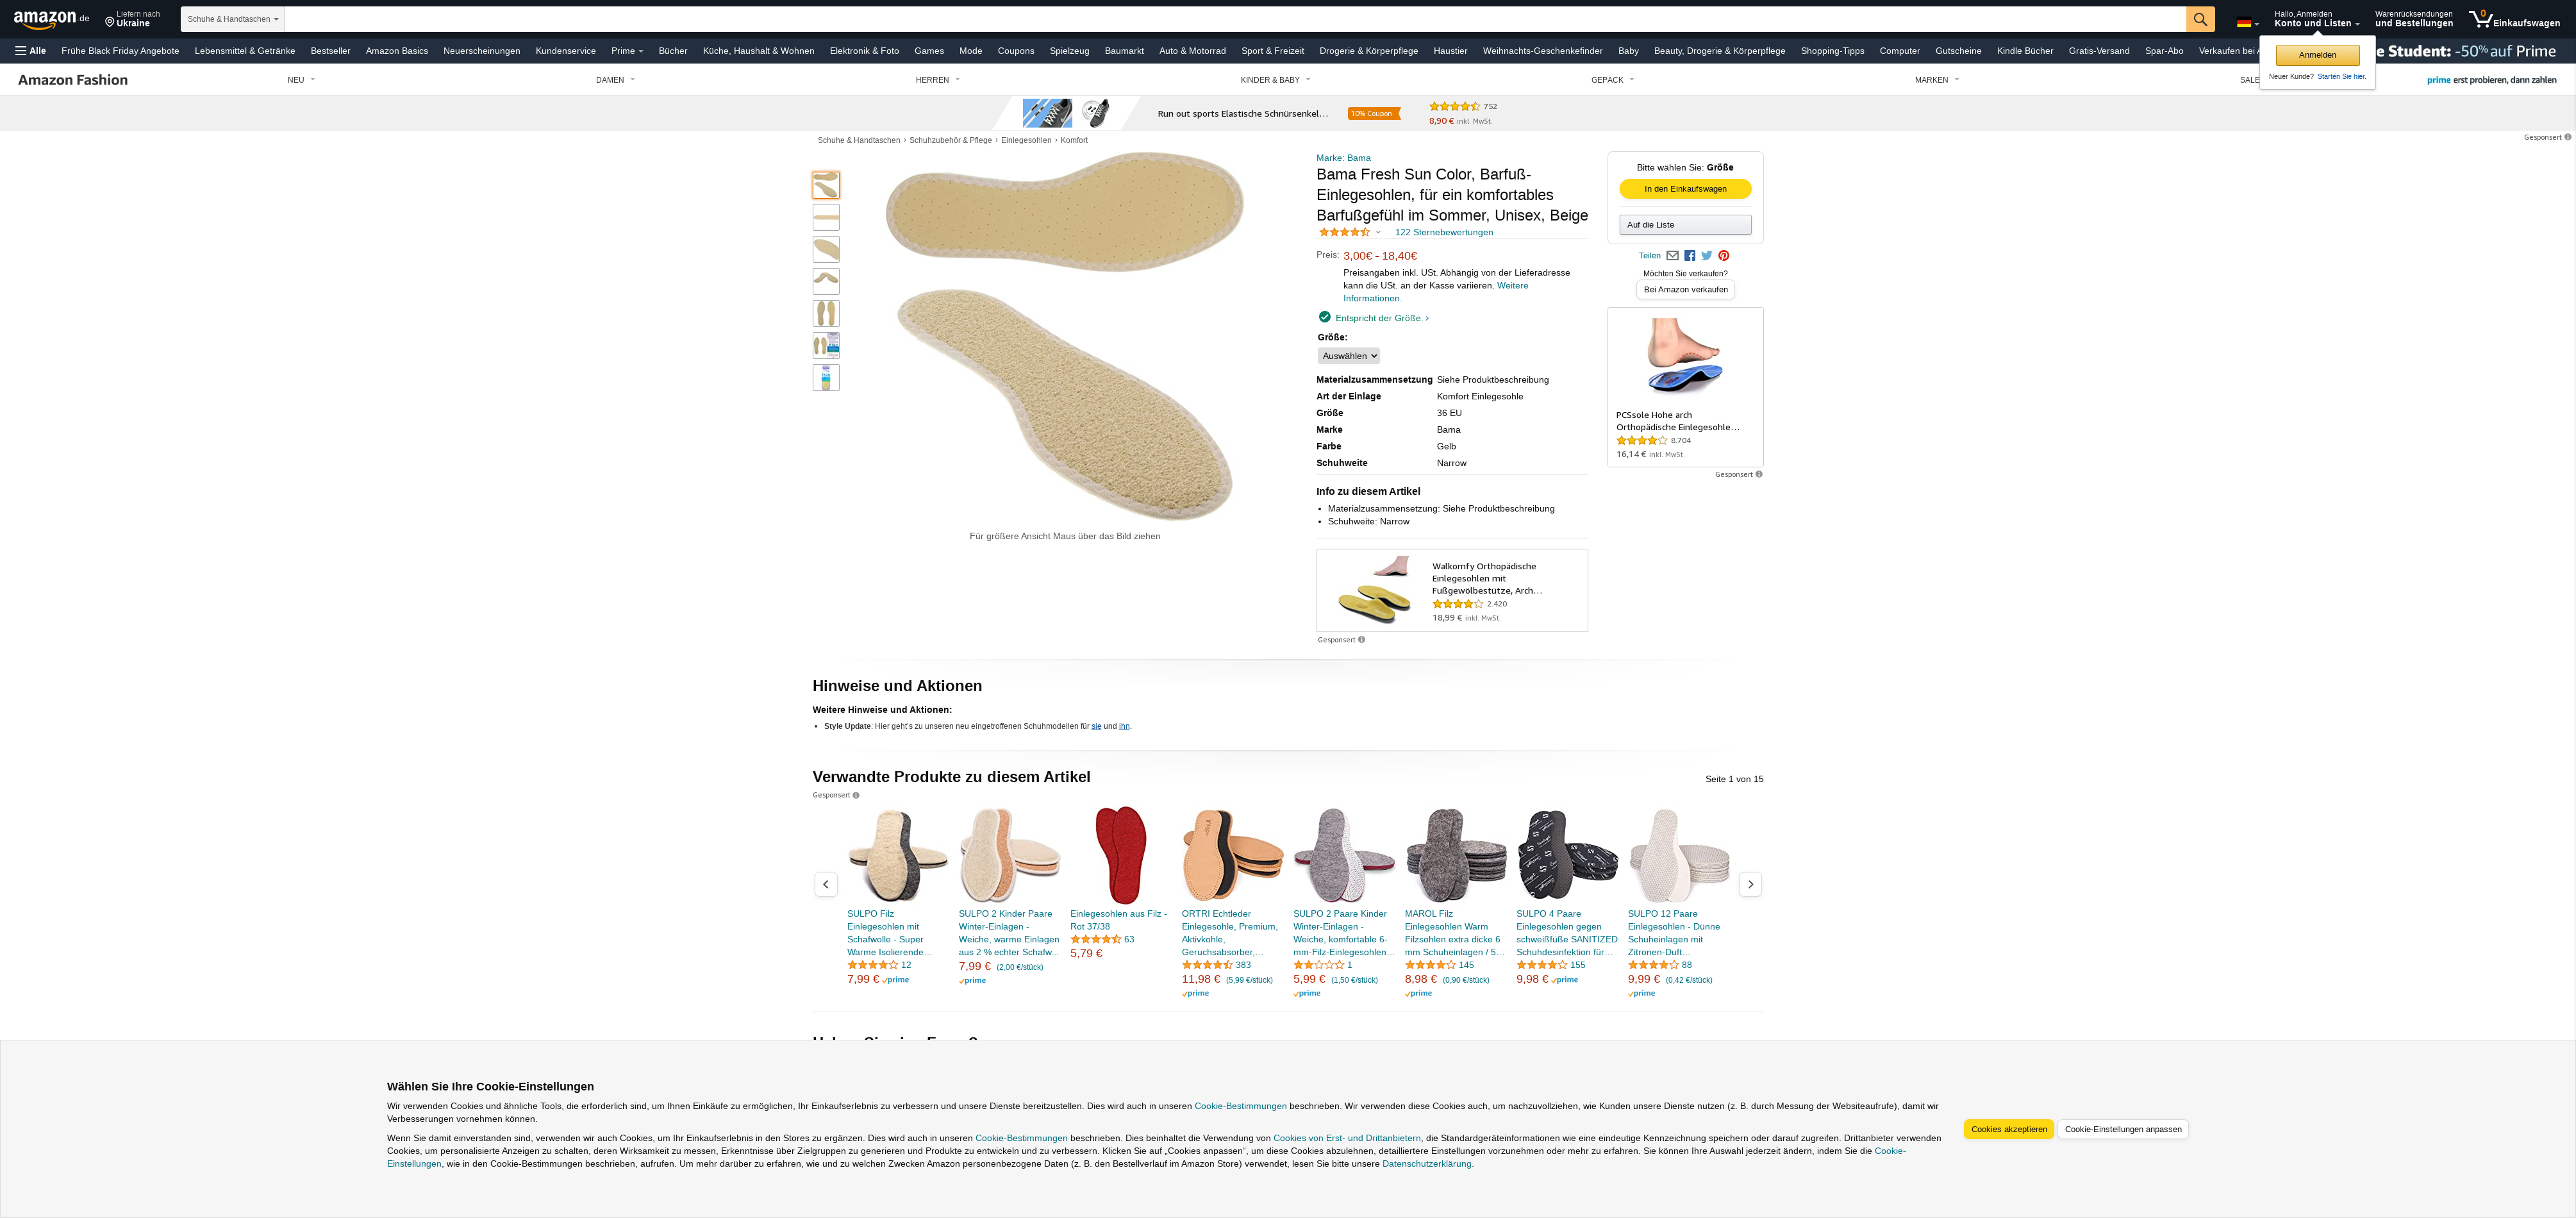 amazon.de
Liefern nach
Ukraine
Schuhe & Handtaschen
Hallo, Anmelden
Konto und Listen
Warenrücksendungen
und Bestellungen
0
Einkaufswagen
Alle
Frühe Black Friday Angebote
Lebensmittel & Getränke
Bestseller
Amazon Basics
Neuerscheinungen
Kundenservice
Prime
Bücher
Küche, Haushalt & Wohnen
Elektronik & Foto
Games
Mode
Coupons
Spielzeug
Baumarkt
Auto & Motorrad
Sport & Freizeit
Drogerie & Körperpflege
Haustier
Weihnachts-Geschenkefinder
Baby
Beauty, Drogerie & Körperpflege
Shopping-Tipps
Computer
Gutscheine
Kindle Bücher
Gratis-Versand
Spar-Abo
Verkaufen bei
Student: -50% auf Prime
Anmelden
Neuer Kunde? Starten Sie hier.
Amazon Fashion
NEU
DAMEN
HERREN
KINDER & BABY
GEPÄCK
MARKEN
SALE
prime erst probieren, dann zahlen
Run out sports Elastische Schnürsenkel…
10% Coupon
752
8,90 € inkl. MwSt.
Gesponsert
Schuhe & Handtaschen › Schuhzubehör & Pflege › Einlegesohlen › Komfort
Für größere Ansicht Maus über das Bild ziehen
Marke: Bama
Bama Fresh Sun Color, Barfuß-
Einlegesohlen, für ein komfortables
Barfußgefühl im Sommer, Unisex, Beige
122 Sternebewertungen
Preis: 3,00€ - 18,40€
Preisangaben inkl. USt. Abhängig von der Lieferadresse
kann die USt. an der Kasse variieren. Weitere
Informationen.
Entspricht der Größe. ›
Größe:
Auswählen
Materialzusammensetzung Siehe Produktbeschreibung
Art der Einlage Komfort Einlegesohle
Größe 36 EU
Marke Bama
Farbe Gelb
Schuhweite Narrow
Info zu diesem Artikel
• Materialzusammensetzung: Siehe Produktbeschreibung
• Schuhweite: Narrow
Walkomfy Orthopädische
Einlegesohlen mit
Fußgewölbestütze, Arch…
2.420
18,99 € inkl. MwSt.
Gesponsert
Bitte wählen Sie: Größe
In den Einkaufswagen
Auf die Liste
Teilen
Möchten Sie verkaufen?
Bei Amazon verkaufen
PCSsole Hohe arch
Orthopädische Einlegesohle…
8.704
16,14 € inkl. MwSt.
Gesponsert
Hinweise und Aktionen
Weitere Hinweise und Aktionen:
• Style Update: Hier geht's zu unseren neu eingetroffenen Schuhmodellen für sie und ihn.
Verwandte Produkte zu diesem Artikel
Seite 1 von 15
Gesponsert
SULPO Filz
Einlegesohlen mit
Schafwolle - Super
Warme Isolierende…
12
7,99 € prime
SULPO 2 Kinder Paare
Winter-Einlagen -
Weiche, warme Einlagen
aus 2 % echter Schafw...
7,99 € (2,00 €/stück)
prime
Einlegesohlen aus Filz -
Rot 37/38
63
5,79 €
ORTRI Echtleder
Einlegesohle, Premium,
Aktivkohle,
Geruchsabsorber,…
383
11,98 € (5,99 €/stück)
prime
SULPO 2 Paare Kinder
Winter-Einlagen -
Weiche, komfortable 6-
mm-Filz-Einlegesohlen…
1
5,99 € (1,50 €/stück)
prime
MAROL Filz
Einlegesohlen Warm
Filzsohlen extra dicke 6
mm Schuheinlagen / 5…
145
8,98 € (0,90 €/stück)
prime
SULPO 4 Paare
Einlegesohlen gegen
schweißfüße SANITIZED
Schuhdesinfektion für…
155
9,98 € prime
SULPO 12 Paare
Einlegesohlen - Dünne
Schuheinlagen mit
Zitronen-Duft…
88
9,99 € (0,42 €/stück)
prime
Wählen Sie Ihre Cookie-Einstellungen
Wir verwenden Cookies und ähnliche Tools, die erforderlich sind, um Ihnen Einkäufe zu ermöglichen, Ihr Einkaufserlebnis zu verbessern und unsere Dienste bereitzustellen. Dies wird auch in unseren Cookie-Bestimmungen beschrieben. Wir verwenden diese Cookies auch, um nachzuvollziehen, wie Kunden unsere Dienste nutzen (z. B. durch Messung der Websiteaufrufe), damit wir
Verbesserungen vornehmen können.
Wenn Sie damit einverstanden sind, verwenden wir auch Cookies, um Ihr Einkaufserlebnis in den Stores zu ergänzen. Dies wird auch in unseren Cookie-Bestimmungen beschrieben. Dies beinhaltet die Verwendung von Cookies von Erst- und Drittanbietern, die Standardgeräteinformationen wie eine eindeutige Kennzeichnung speichern oder darauf zugreifen. Drittanbieter verwenden
Cookies, um personalisierte Anzeigen zu schalten, deren Wirksamkeit zu messen, Erkenntnisse über Zielgruppen zu generieren und Produkte zu entwickeln und zu verbessern. Klicken Sie auf „Cookies anpassen“, um diese Cookies abzulehnen, detailliertere Einstellungen vorzunehmen oder mehr zu erfahren. Sie können Ihre Auswahl jederzeit ändern, indem Sie die Cookie-
Einstellungen, wie in den Cookie-Bestimmungen beschrieben, aufrufen. Um mehr darüber zu erfahren, wie und zu welchen Zwecken Amazon personenbezogene Daten (z. B. den Bestellverlauf im Amazon Store) verwendet, lesen Sie bitte unsere Datenschutzerklärung.
Cookies akzeptieren
Cookie-Einstellungen anpassen